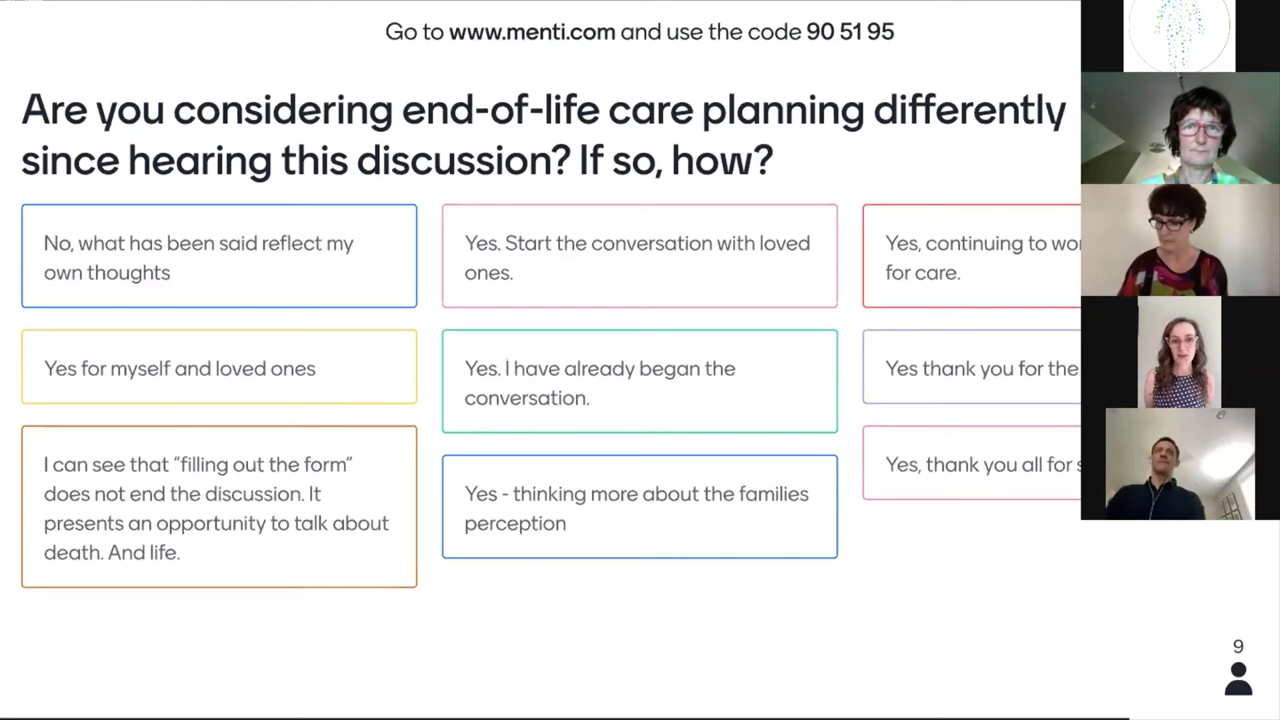 Go to www.menti.com and use the code 90 51 95
Are you considering end-of-life care planning differently
since hearing this discussion? If so, how?
No, what has been said reflect my
own thoughts
Yes for myself and loved ones
I can see that "filling out the form"
does not end the discussion. It
presents an opportunity to talk about
death. And life.
Yes. Start the conversation with loved
ones.
Yes. I have already began the
conversation.
Yes - thinking more about the families
perception
Yes, continuing to
for care.
Yes thank you for the
Yes, thank you all for
9